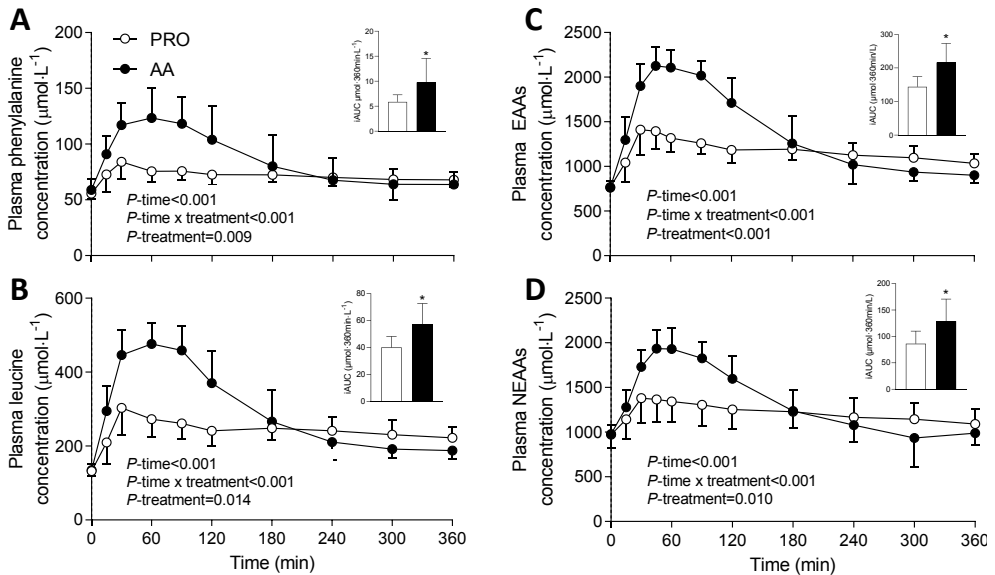 A
200
150
100
50
0
Plasma phenylalanine
concentration (μmol·L⁻¹)
PRO
AA
20
15
10
5
0
iAUC (μmol·360min·L⁻¹)
*
P-time<0.001
P-time x treatment<0.001
P-treatment=0.009
C
2500
2000
1500
1000
500
0
Plasma EAAs
concentration (μmol·L⁻¹)
300
200
100
0
iAUC (μmol·360min/L)
*
P-time<0.001
P-time x treatment<0.001
P-treatment<0.001
B
600
400
200
0
Plasma leucine
concentration (μmol·L⁻¹)
80
60
40
20
0
iAUC (μmol·360min·L⁻¹)
*
P-time<0.001
P-time x treatment<0.001
P-treatment=0.014
0 60 120 180 240 300 360
Time (min)
D
2500
2000
1500
1000
500
0
Plasma NEAAs
concentration (μmol·L⁻¹)
200
150
100
50
0
iAUC (μmol·360min/L)
*
P-time<0.001
P-time x treatment<0.001
P-treatment=0.010
0 60 120 180 240 300 360
Time (min)